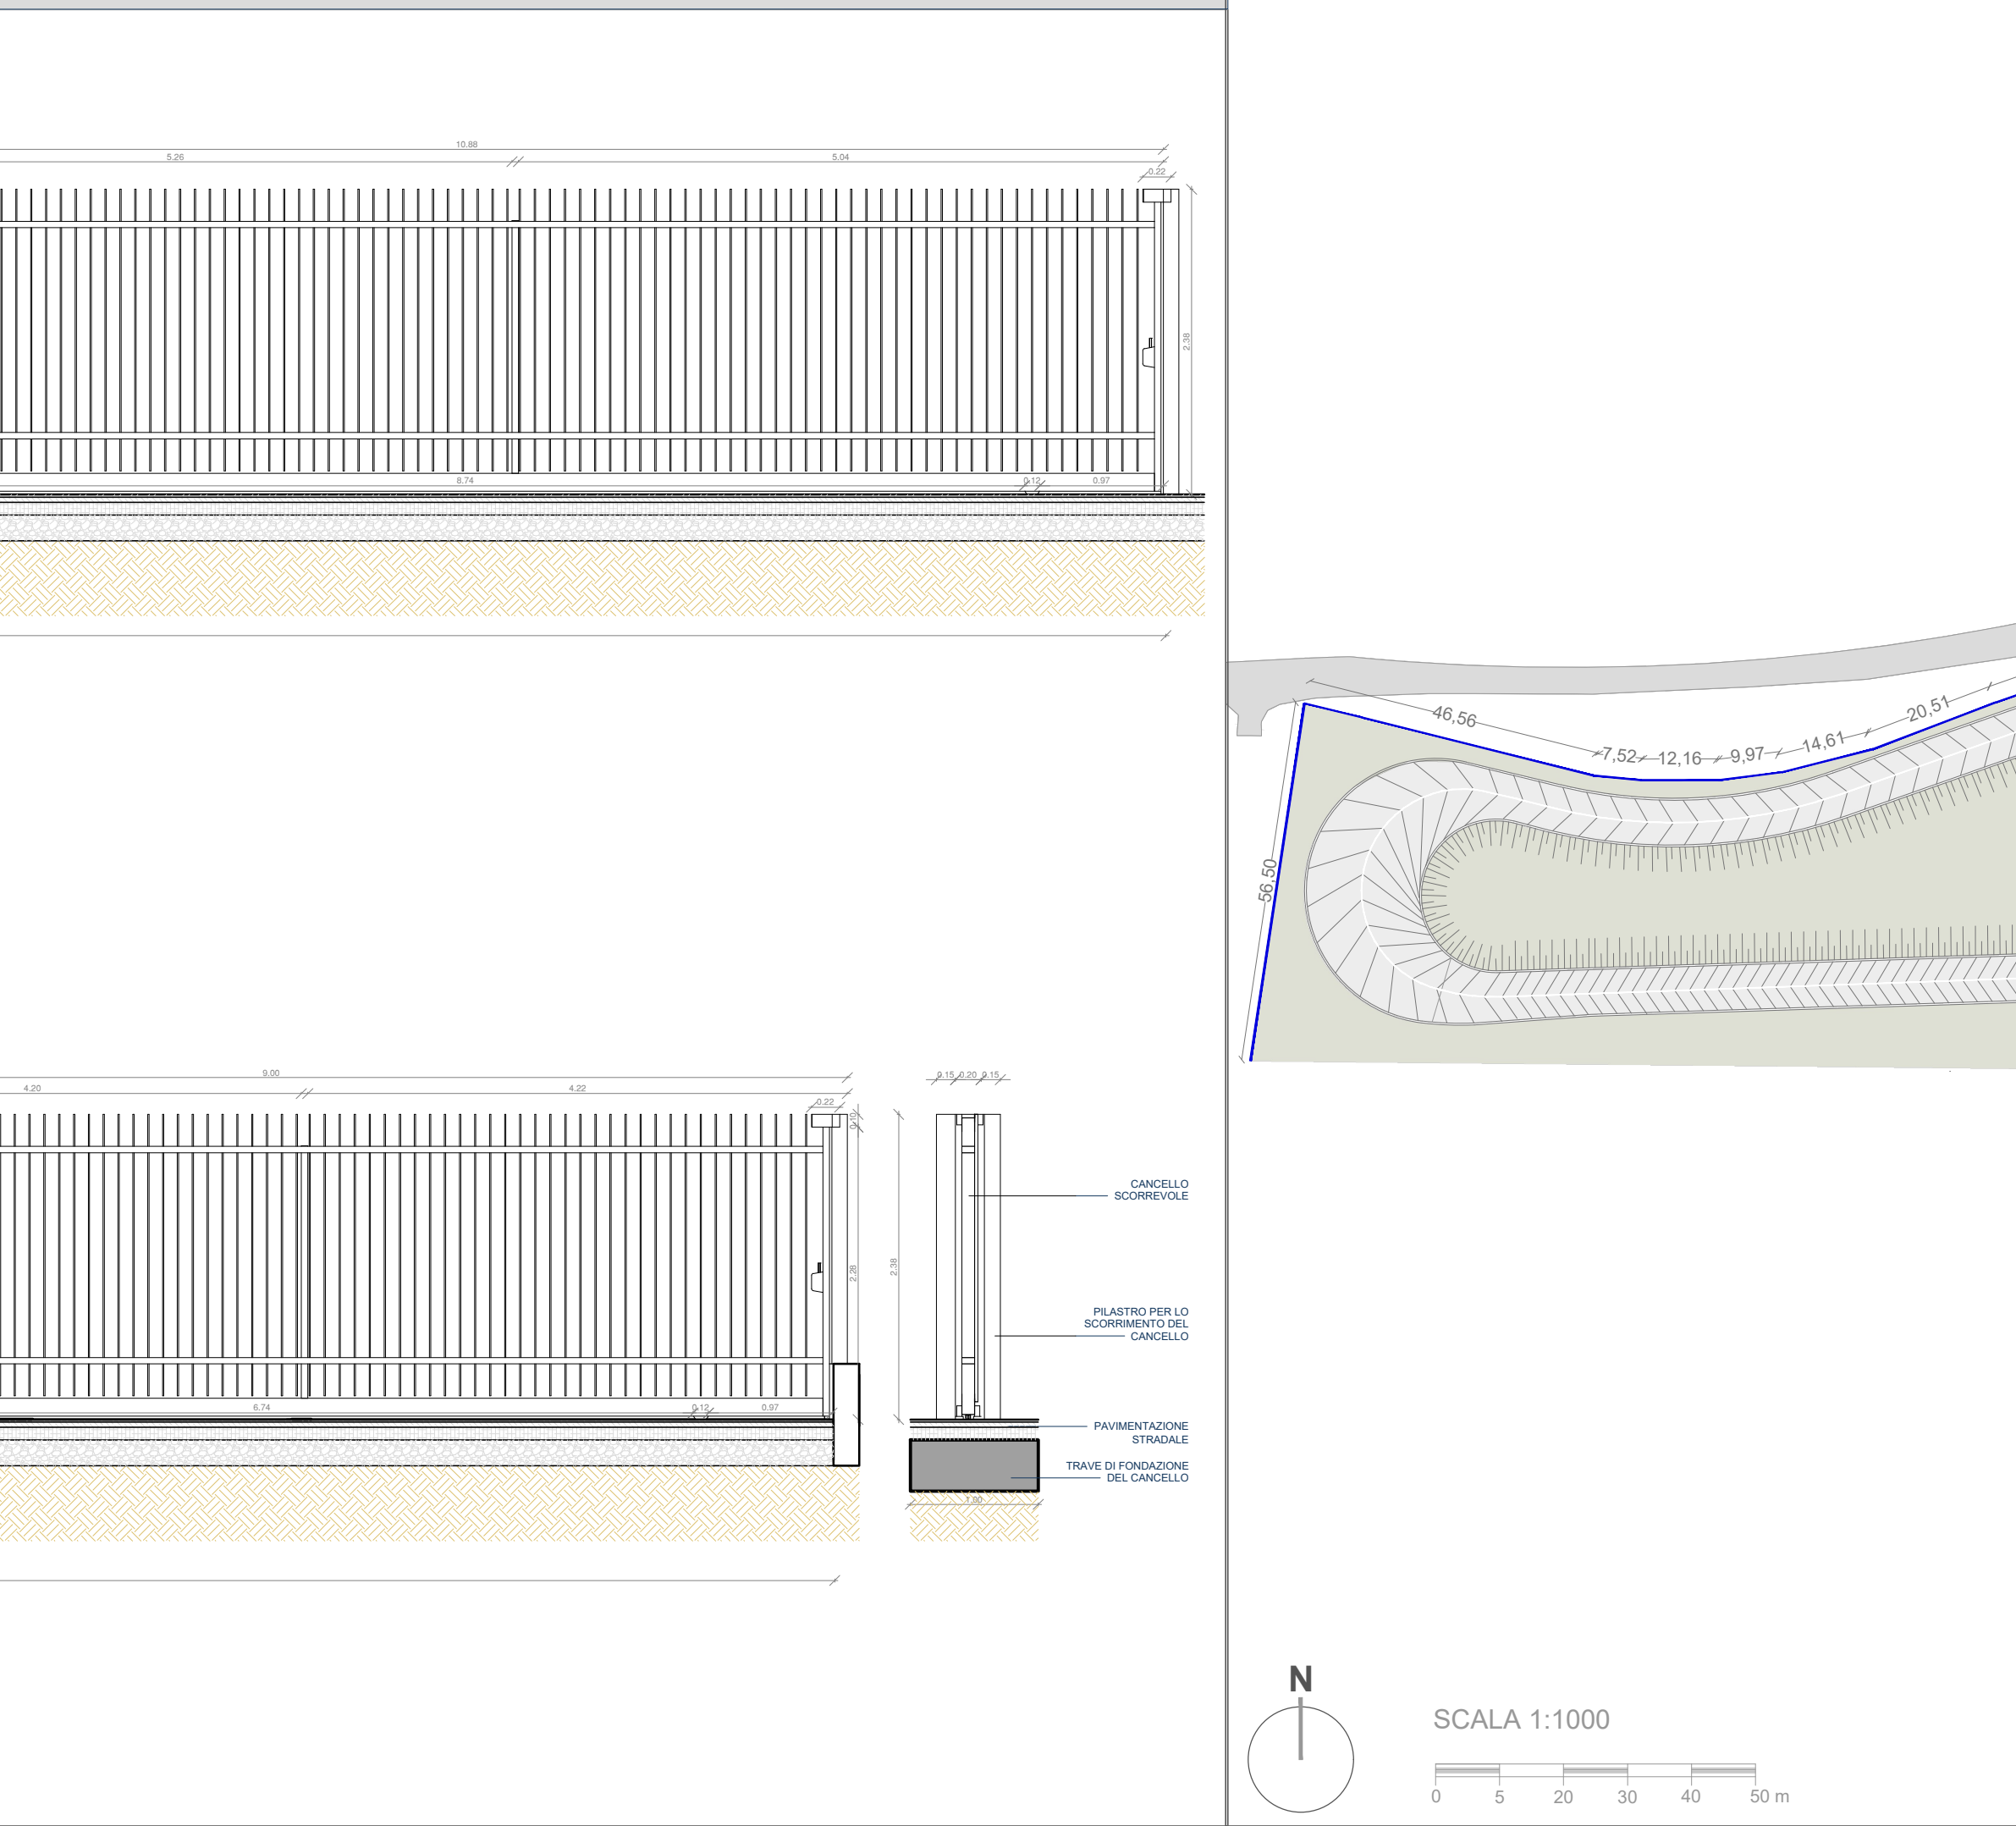 10.88
5.26
5.04
0.22
2.38
8.74
0.12
0.97
9.00
4.20
4.22
0.22
0.10
2.28
6.74
0.12
0.97
0.15
0.20
0.15
2.38
CANCELLO
SCORREVOLE
PILASTRO PER LO
SCORRIMENTO DEL
CANCELLO
PAVIMENTAZIONE
STRADALE
TRAVE DI FONDAZIONE
DEL CANCELLO
1.00
46,56
7,52
12,16
9,97
14,61
20,51
56,50
N
SCALA 1:1000
0
5
20
30
40
50 m